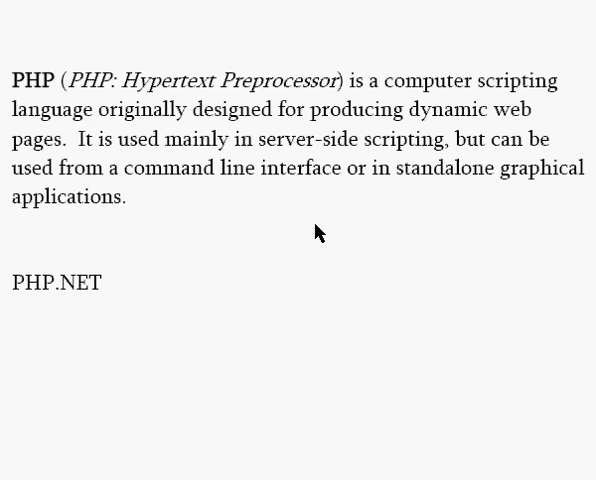 PHP (PHP: Hypertext Preprocessor) is a computer scripting
language originally designed for producing dynamic web
pages.  It is used mainly in server-side scripting, but can be
used from a command line interface or in standalone graphical
applications.
PHP.NET